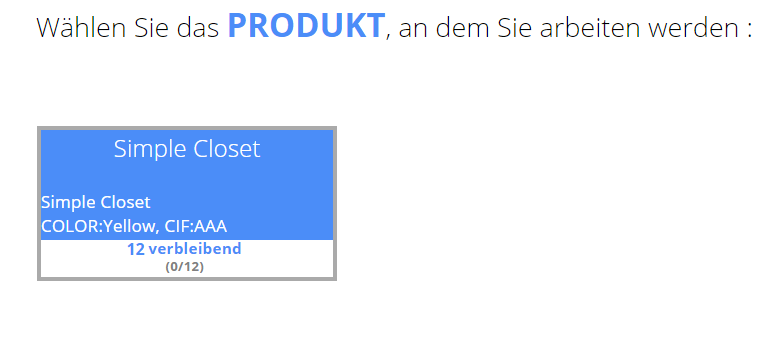 Wählen Sie das PRODUKT, an dem Sie arbeiten werden :
Simple Closet
Simple Closet
COLOR:Yellow, CIF:AAA
12 verbleibend
(0/12)